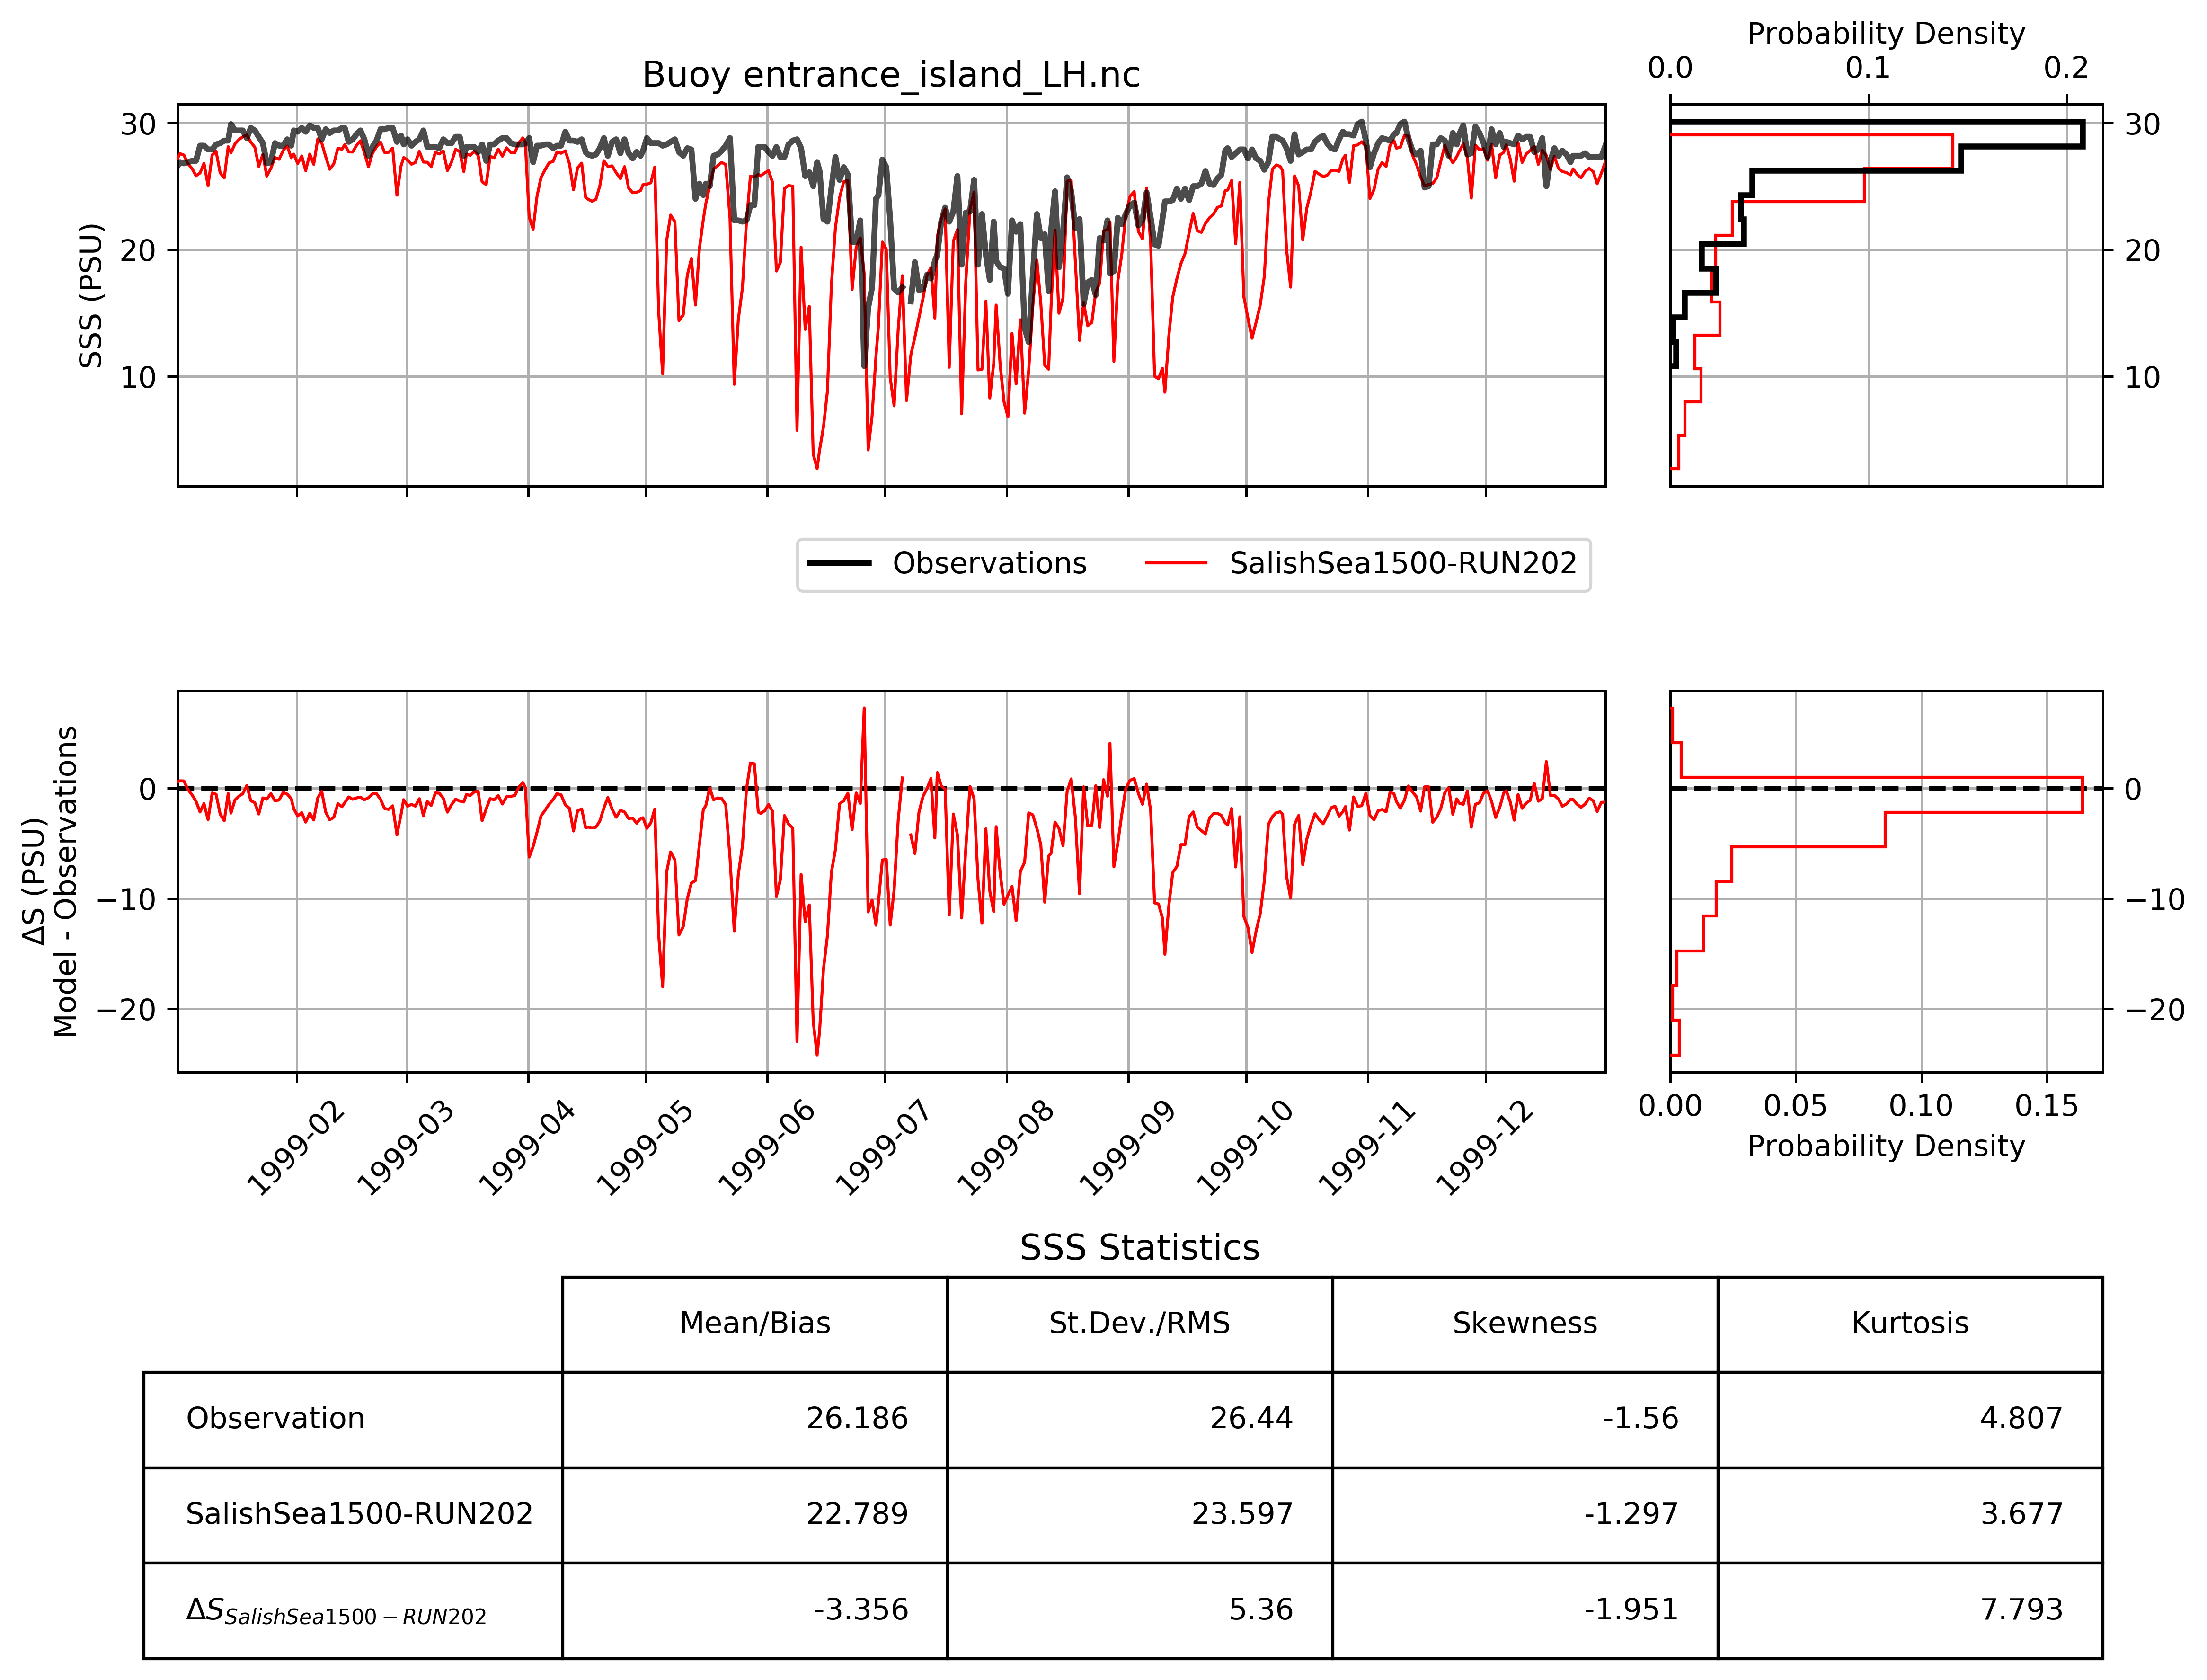 Probability Density
0.0 0.1 0.2
Buoy entrance_island_LH.nc
30 30
20 20
10 10
SSS (PSU)
Observations SalishSea1500-RUN202
0 0
−10 −10
−20 −20
ΔS (PSU)
Model - Observations
1999-02 1999-03 1999-04 1999-05 1999-06 1999-07 1999-08 1999-09 1999-10 1999-11 1999-12
0.00 0.05 0.10 0.15
Probability Density
SSS Statistics
Mean/Bias St.Dev./RMS Skewness Kurtosis
Observation 26.186 26.44 -1.56 4.807
SalishSea1500-RUN202 22.789 23.597 -1.297 3.677
ΔS SalishSea1500−RUN202 -3.356 5.36 -1.951 7.793